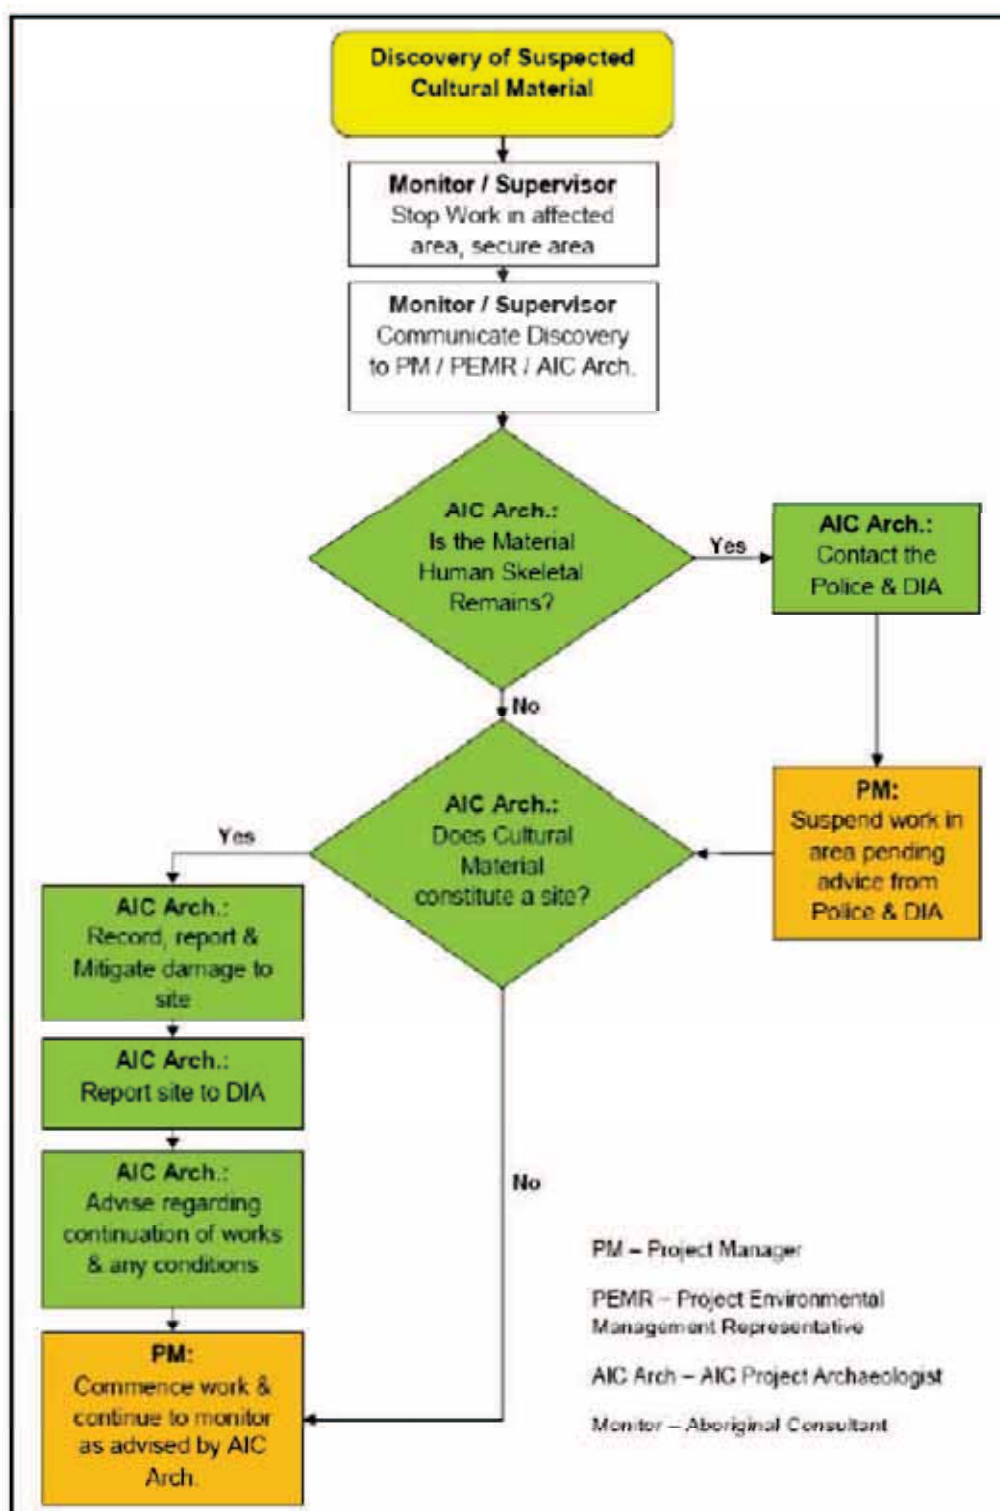 Discovery of Suspected
Cultural Material
Monitor / Supervisor
Stop Work in affected
area, secure area
Monitor / Supervisor
Communicate Discovery
to PM / PEMR / AIC Arch.
AIC Arch.:
Is the Material
Human Skeletal
Remains?
Yes
AIC Arch.:
Contact the
Police & DIA
No
PM:
Suspend work in
area pending
advice from
Police & DIA
AIC Arch.:
Does Cultural
Material
constitute a site?
Yes
AIC Arch.:
Record, report &
Mitigate damage to
site
AIC Arch.:
Report site to DIA
AIC Arch.:
Advise regarding
continuation of works
& any conditions
No
PM:
Commence work &
continue to monitor
as advised by AIC
Arch.
PM – Project Manager
PEMR – Project Environmental
Management Representative
AIC Arch – AIC Project Archaeologist
Monitor – Aboriginal Consultant